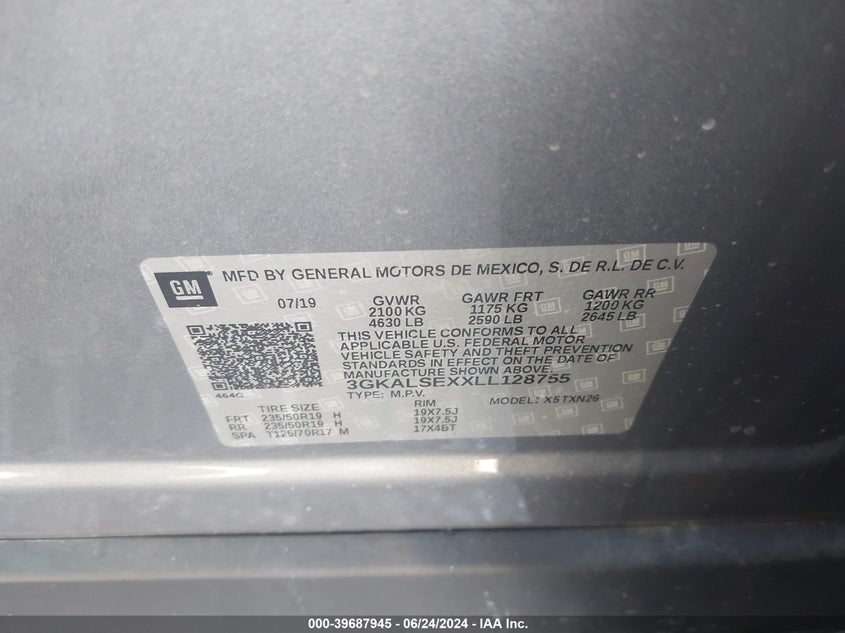 GM
MFD BY GENERAL MOTORS DE MEXICO, S. DE R.L. DE C.V.
07/19 GVWR GAWR FRT GAWR RR
2100 KG 1175 KG 1200 KG
4630 LB 2590 LB 2645 LB
THIS VEHICLE CONFORMS TO ALL
APPLICABLE U.S. FEDERAL MOTOR
VEHICLE SAFETY AND THEFT PREVENTION
STANDARDS IN EFFECT ON THE DATE OF
MANUFACTURE SHOWN ABOVE.
464C
3GKALSEXXLL128755
TYPE: M.P.V. MODEL: X5TXN26
TIRE SIZE RIM
FRT 235/50R19 H 19X7.5J
RR 235/50R19 H 19X7.5J
SPA T125/70R17 M 17X4BT
000-39687945 - 06/24/2024 - IAA Inc.